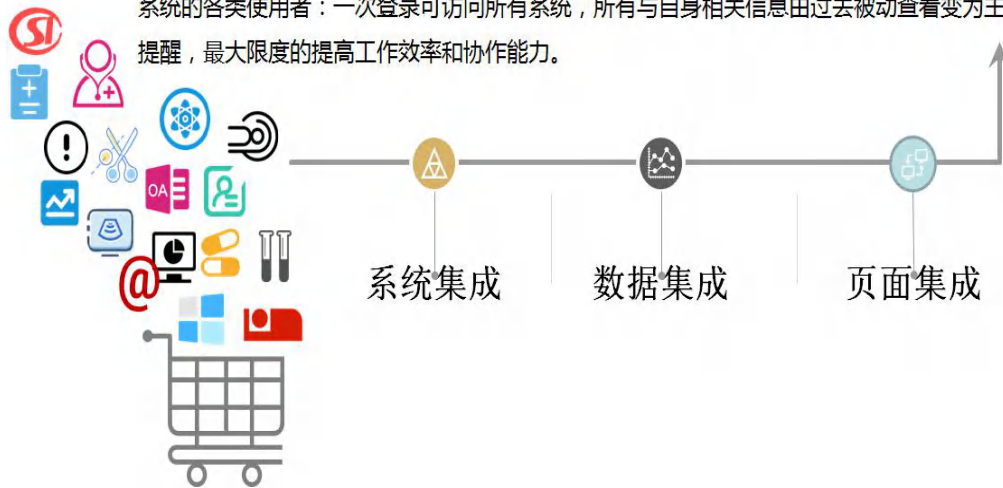 系统的各类使用者：一次登录可访问所有系统，所有与自身相关信息由过去被动查看变为主
提醒，最大限度的提高工作效率和协作能力。
OA
@
系统集成
数据集成
页面集成